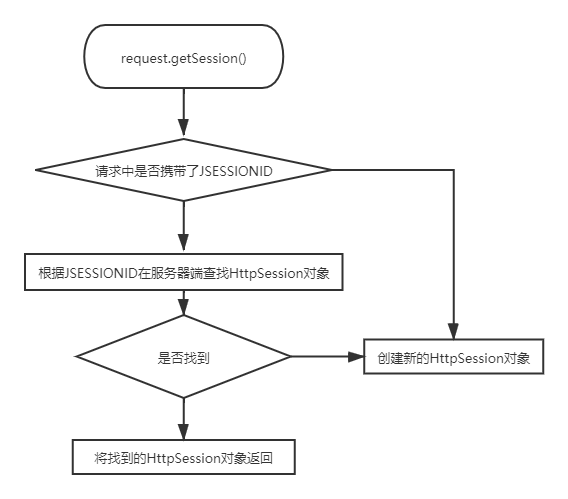 request.getSession()
请求中是否携带了JSESSIONID
根据JSESSIONID在服务器端查找HttpSession对象
是否找到
创建新的HttpSession对象
将找到的HttpSession对象返回